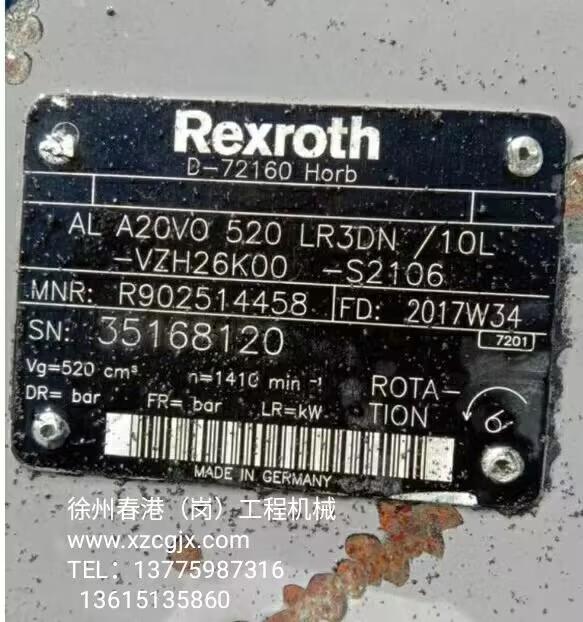 Rexroth
D-72160 Horb
AL A20VO 520 LR3DN /10L
-VZH26K00 -S2106
MNR: R902514458 FD: 2017W34
SN: 35168120 7201
Vg=520 cm³ n=1410 min -¹
DR= bar FR= bar LR=kW
ROTA-
TION
MADE IN GERMANY
徐州春港（岗）工程机械
www.xzcgjx.com
TEL：13775987316
13615135860